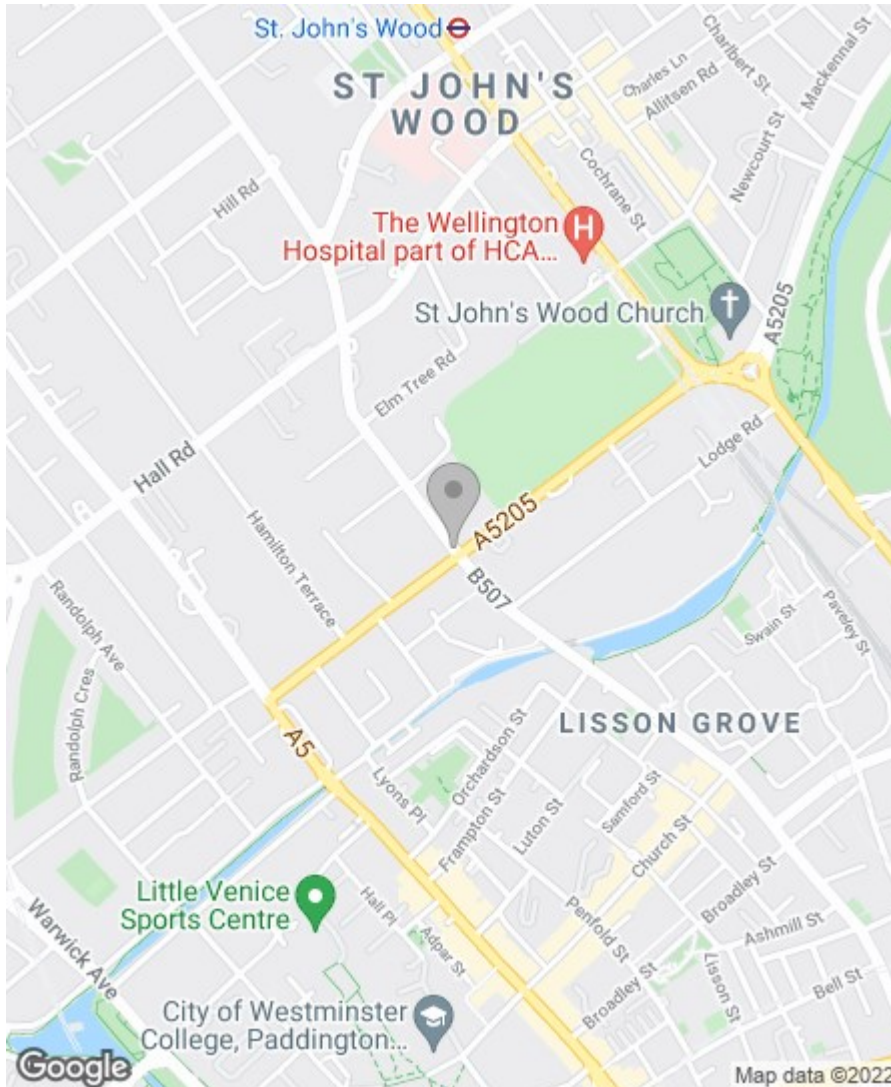 St. John's Wood
ST JOHN'S
WOOD
Charlbert St.
Mackennal St
Charles Ln
Allitsen Rd
Newcourt St
Cochrane St
Hill Rd
The Wellington
Hospital part of HCA...
H
St John's Wood Church
A5205
Elm Tree Rd
Lodge Rd
Hall Rd
A5205
Hamilton Terrace
B507
Randolph Ave
Swain St
Paveley St
Randolph Cres
LISSON GROVE
A5
Orchardson St
Lyons Pl
Frampton St
Luton St
Samford St
Church St
Little Venice
Sports Centre
Hall Pl
Broadley St
Penfold St
Ashmill St
Warwick Ave
Adpar St
Lisson St
Bell St
Broadley St
City of Westminster
College, Paddington...
Google
Map data ©2022